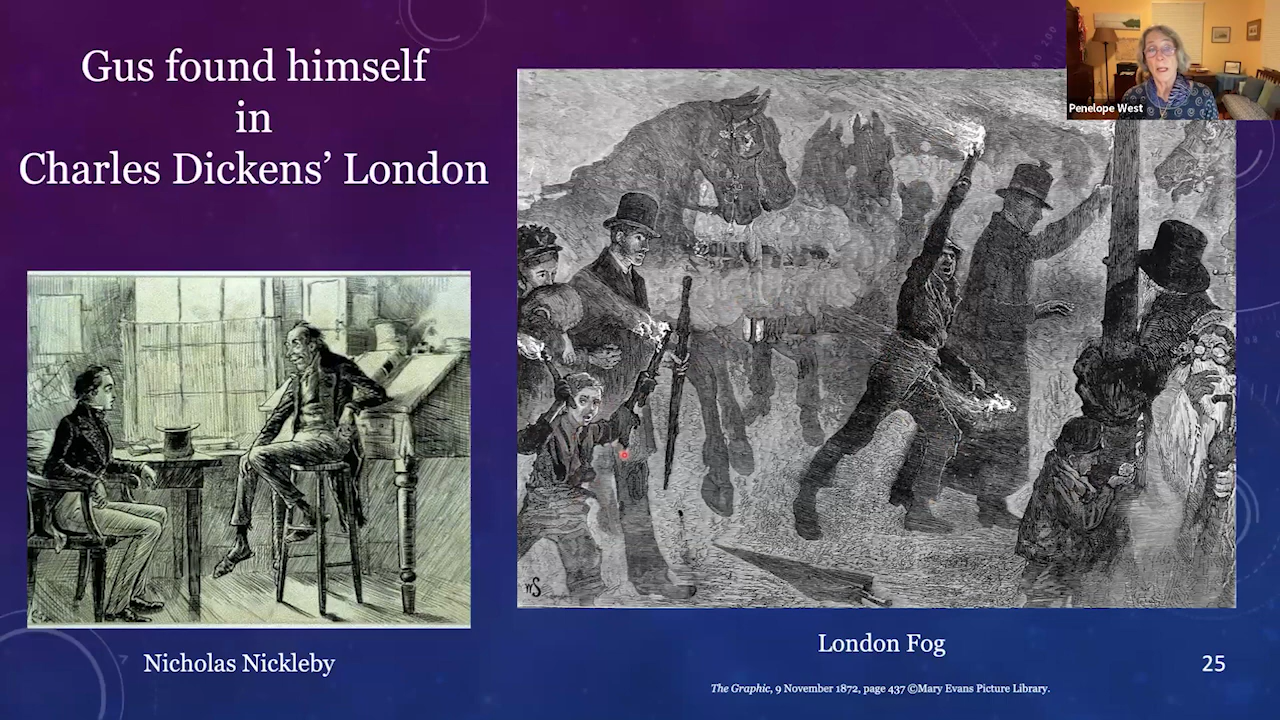 Gus found himself
in
Charles Dickens’ London
Penelope West
WS
Nicholas Nickleby
London Fog
The Graphic, 9 November 1872, page 437 ©Mary Evans Picture Library.
25